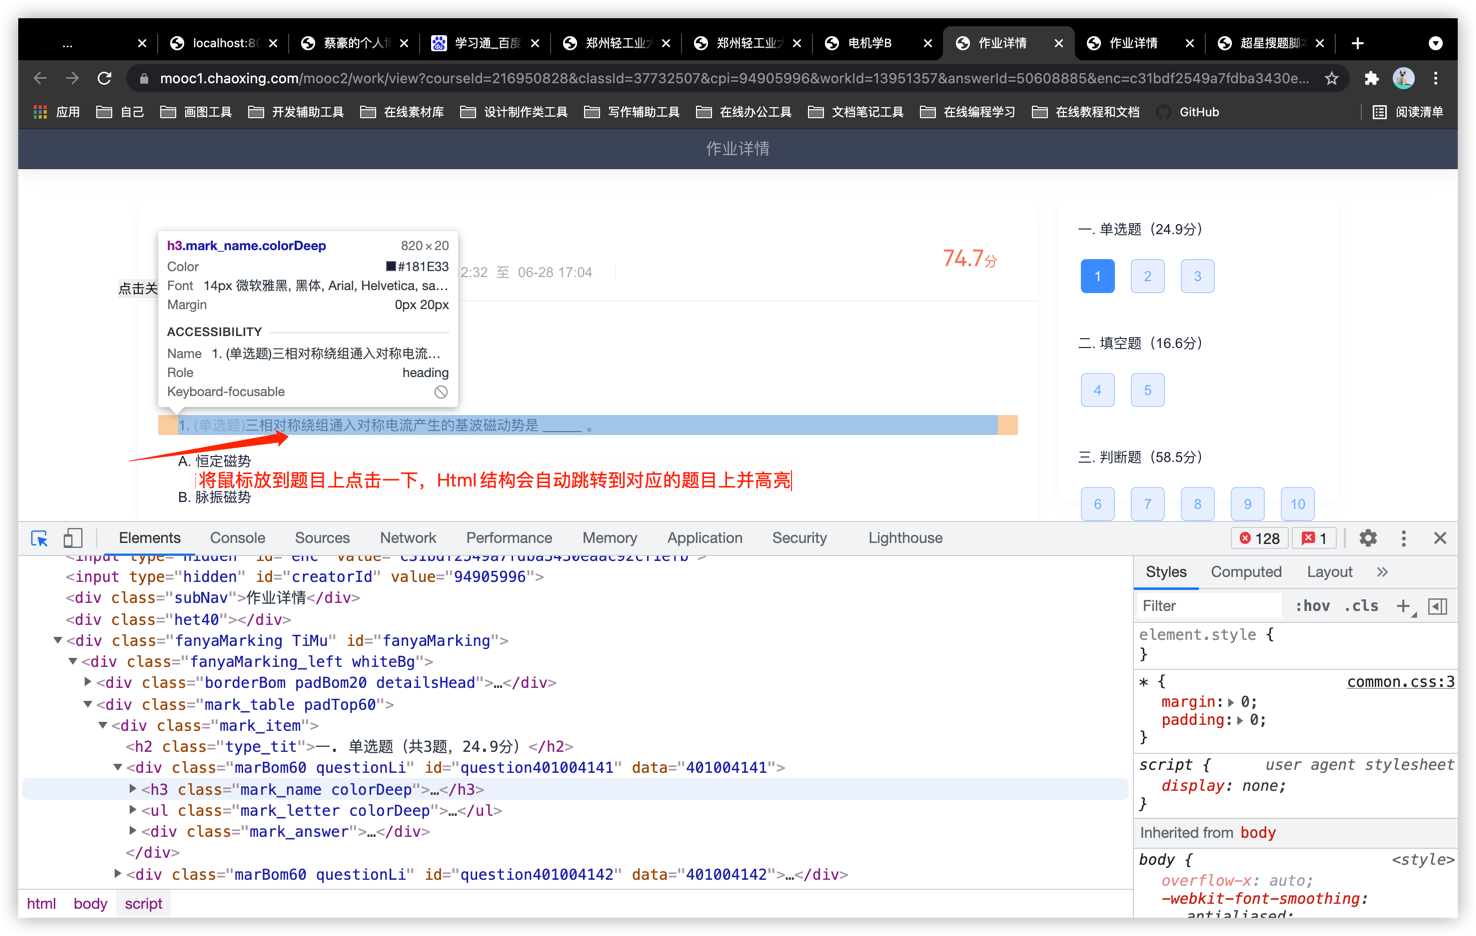 ...
localhost:80
蔡豪的个人博
学习通_百度
郑州轻工业大
郑州轻工业大
电机学B
作业详情
作业详情
超星搜题脚本
mooc1.chaoxing.com/mooc2/work/view?courseId=216950828&classId=37732507&cpi=94905996&workId=13951357&answerId=50608885&enc=c31bdf2549a7fdba3430e...
应用 自己 画图工具 开发辅助工具 在线素材库 设计制作类工具 写作辅助工具 在线办公工具 文档笔记工具 在线编程学习 在线教程和文档 GitHub 阅读清单
作业详情
h3.mark_name.colorDeep 820×20
Color #181E33
Font 14px 微软雅黑, 黑体, Arial, Helvetica, sa...
Margin 0px 20px
ACCESSIBILITY
Name 1. (单选题)三相对称绕组通入对称电流...
Role heading
Keyboard-focusable
2:32 至 06-28 17:04
74.7分
点击关
1. (单选题)三相对称绕组通入对称电流产生的基波磁动势是 _____ 。
A. 恒定磁势
将鼠标放到题目上点击一下，Html结构会自动跳转到对应的题目上并高亮
B. 脉振磁势
一. 单选题（24.9分）
1 2 3
二. 填空题（16.6分）
4 5
三. 判断题（58.5分）
6 7 8 9 10
Elements Console Sources Network Performance Memory Application Security Lighthouse 128 1
<input type="hidden" id="creatorId" value="94905996">
<div class="subNav">作业详情</div>
<div class="het40"></div>
<div class="fanyaMarking TiMu" id="fanyaMarking">
<div class="fanyaMarking_left whiteBg">
<div class="borderBom padBom20 detailsHead">…</div>
<div class="mark_table padTop60">
<div class="mark_item">
<h2 class="type_tit">一. 单选题（共3题，24.9分）</h2>
<div class="marBom60 questionLi" id="question401004141" data="401004141">
<h3 class="mark_name colorDeep">…</h3>
<ul class="mark_letter colorDeep">…</ul>
<div class="mark_answer">…</div>
</div>
<div class="marBom60 questionLi" id="question401004142" data="401004142">…</div>
html body script
Styles Computed Layout »
Filter :hov .cls +
element.style {
}
* { common.css:3
margin: 0;
padding: 0;
}
script { user agent stylesheet
display: none;
}
Inherited from body
body { <style>
overflow-x: auto;
-webkit-font-smoothing:
antialiased;